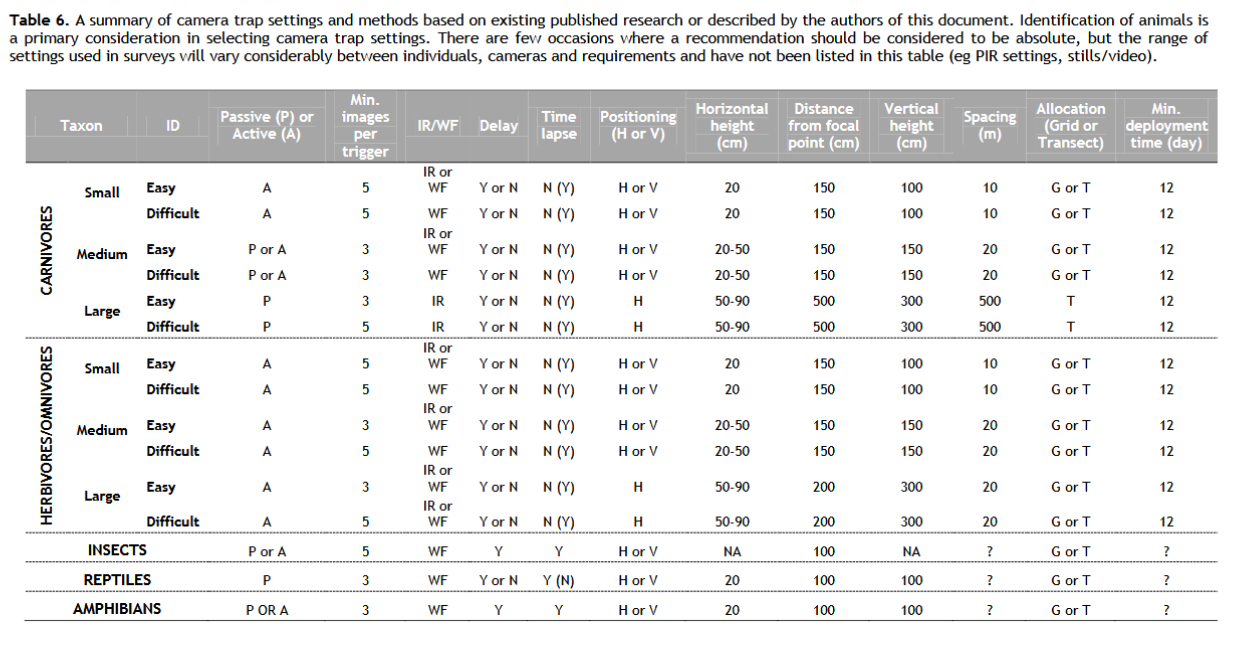 Table 6. A summary of camera trap settings and methods based on existing published research or described by the authors of this document. Identification of animals is
a primary consideration in selecting camera trap settings. There are few occasions where a recommendation should be considered to be absolute, but the range of
settings used in surveys will vary considerably between individuals, cameras and requirements and have not been listed in this table (eg PIR settings, stills/video).
Taxon ID Passive (P) or Active (A) Min. images per trigger IR/WF Delay Time lapse Positioning (H or V) Horizontal height (cm) Distance from focal point (cm) Vertical height (cm) Spacing (m) Allocation (Grid or Transect) Min. deployment time (day)
CARNIVORES
Small Easy A 5 IR or WF Y or N N (Y) H or V 20 150 100 10 G or T 12
Difficult A 5 WF Y or N N (Y) H or V 20 150 100 10 G or T 12
Medium Easy P or A 3 IR or WF Y or N N (Y) H or V 20-50 150 150 20 G or T 12
Difficult P or A 3 WF Y or N N (Y) H or V 20-50 150 150 20 G or T 12
Large Easy P 3 IR Y or N N (Y) H 50-90 500 300 500 T 12
Difficult P 5 IR Y or N N (Y) H 50-90 500 300 500 T 12
HERBIVORES/OMNIVORES
Small Easy A 5 IR or WF Y or N N (Y) H or V 20 150 100 10 G or T 12
Difficult A 5 WF Y or N N (Y) H or V 20 150 100 10 G or T 12
Medium Easy A 3 IR or WF Y or N N (Y) H or V 20-50 150 150 20 G or T 12
Difficult A 5 WF Y or N N (Y) H or V 20-50 150 150 20 G or T 12
Large Easy A 3 IR or WF Y or N N (Y) H 50-90 200 300 20 G or T 12
Difficult A 5 IR or WF Y or N N (Y) H 50-90 200 300 20 G or T 12
INSECTS P or A 5 WF Y Y H or V NA 100 NA ? G or T ?
REPTILES P 3 WF Y or N Y (N) H or V 20 100 100 ? G or T ?
AMPHIBIANS P OR A 3 WF Y Y H or V 20 100 100 ? G or T ?